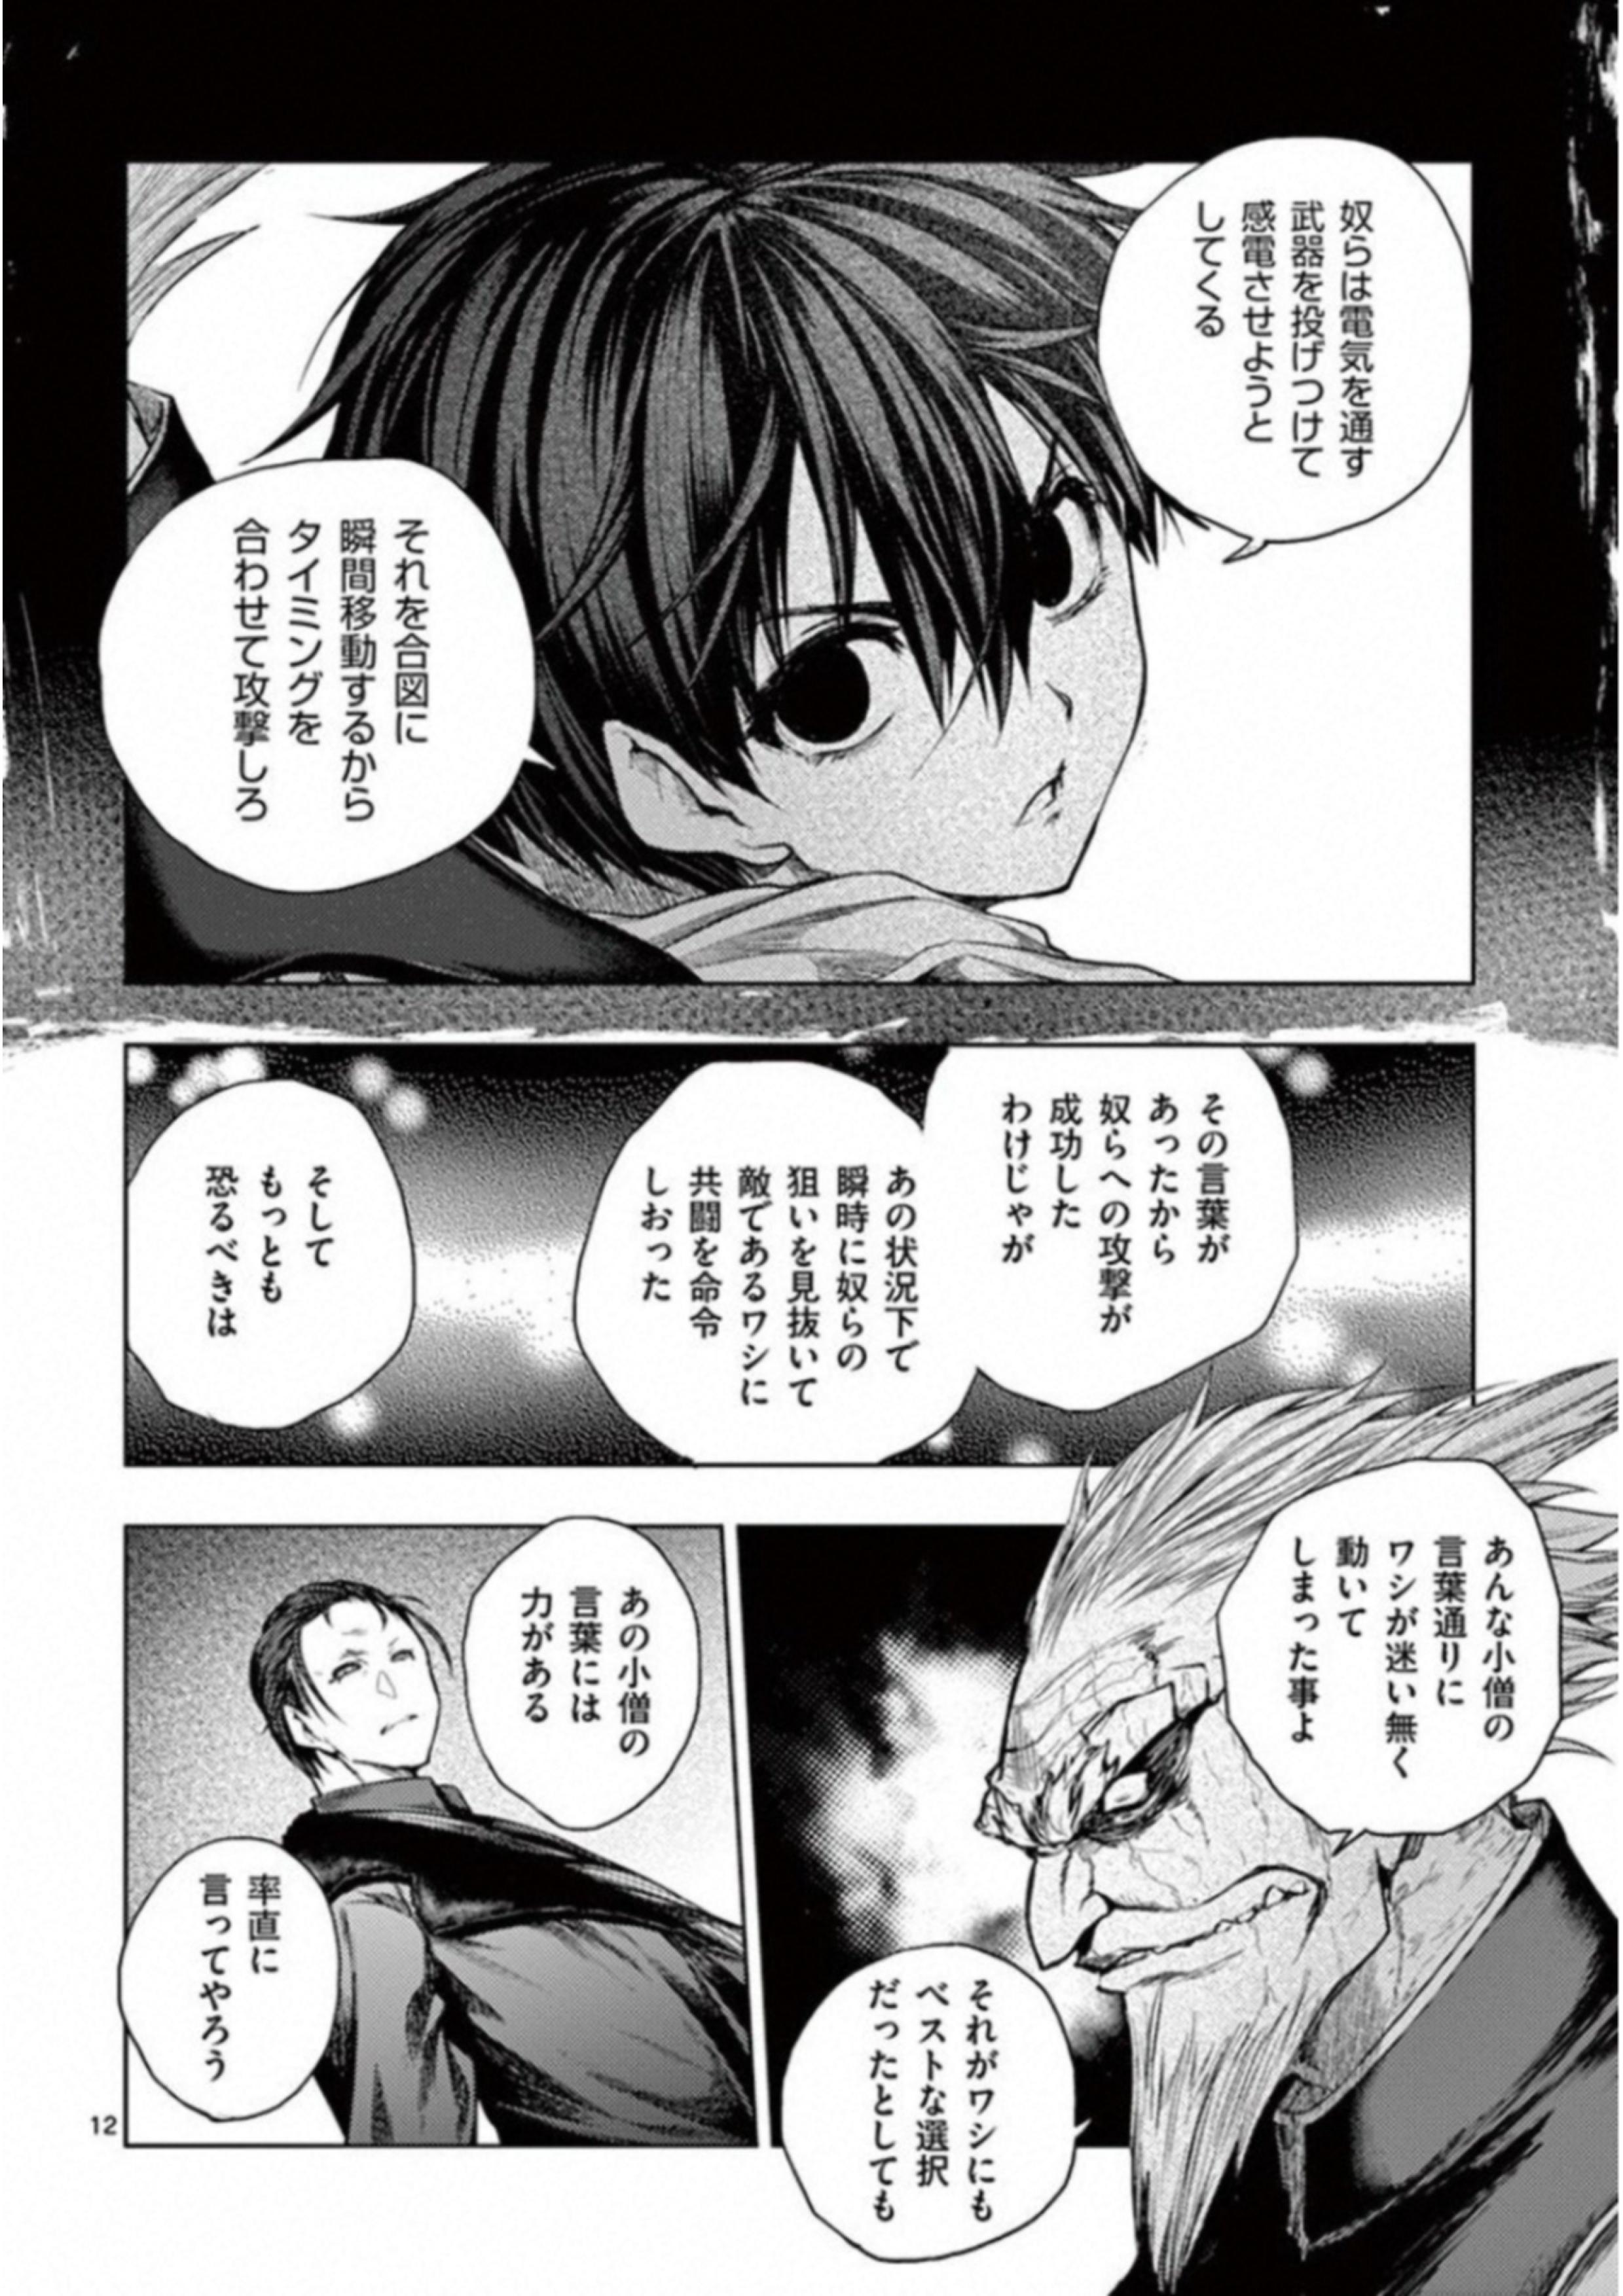 奴らは電気を通す
武器を投げつけて
感電させようと
してくる
それを合図に
瞬間移動するから
タイミングを
合わせて攻撃しろ
その言葉が
あったから
奴らへの攻撃が
成功した
わけじゃが
あの状況下で
瞬時に奴らの
狙いを見抜いて
敵であるワシに
共闘を命令
しおった
そして
もっとも
恐るべきは
あんな小僧の
言葉通りに
ワシが迷い無く
動いて
しまった事よ
それがワシにも
ベストな選択
だったとしても
あの小僧の
言葉には
力がある
率直に
言ってやろう
12